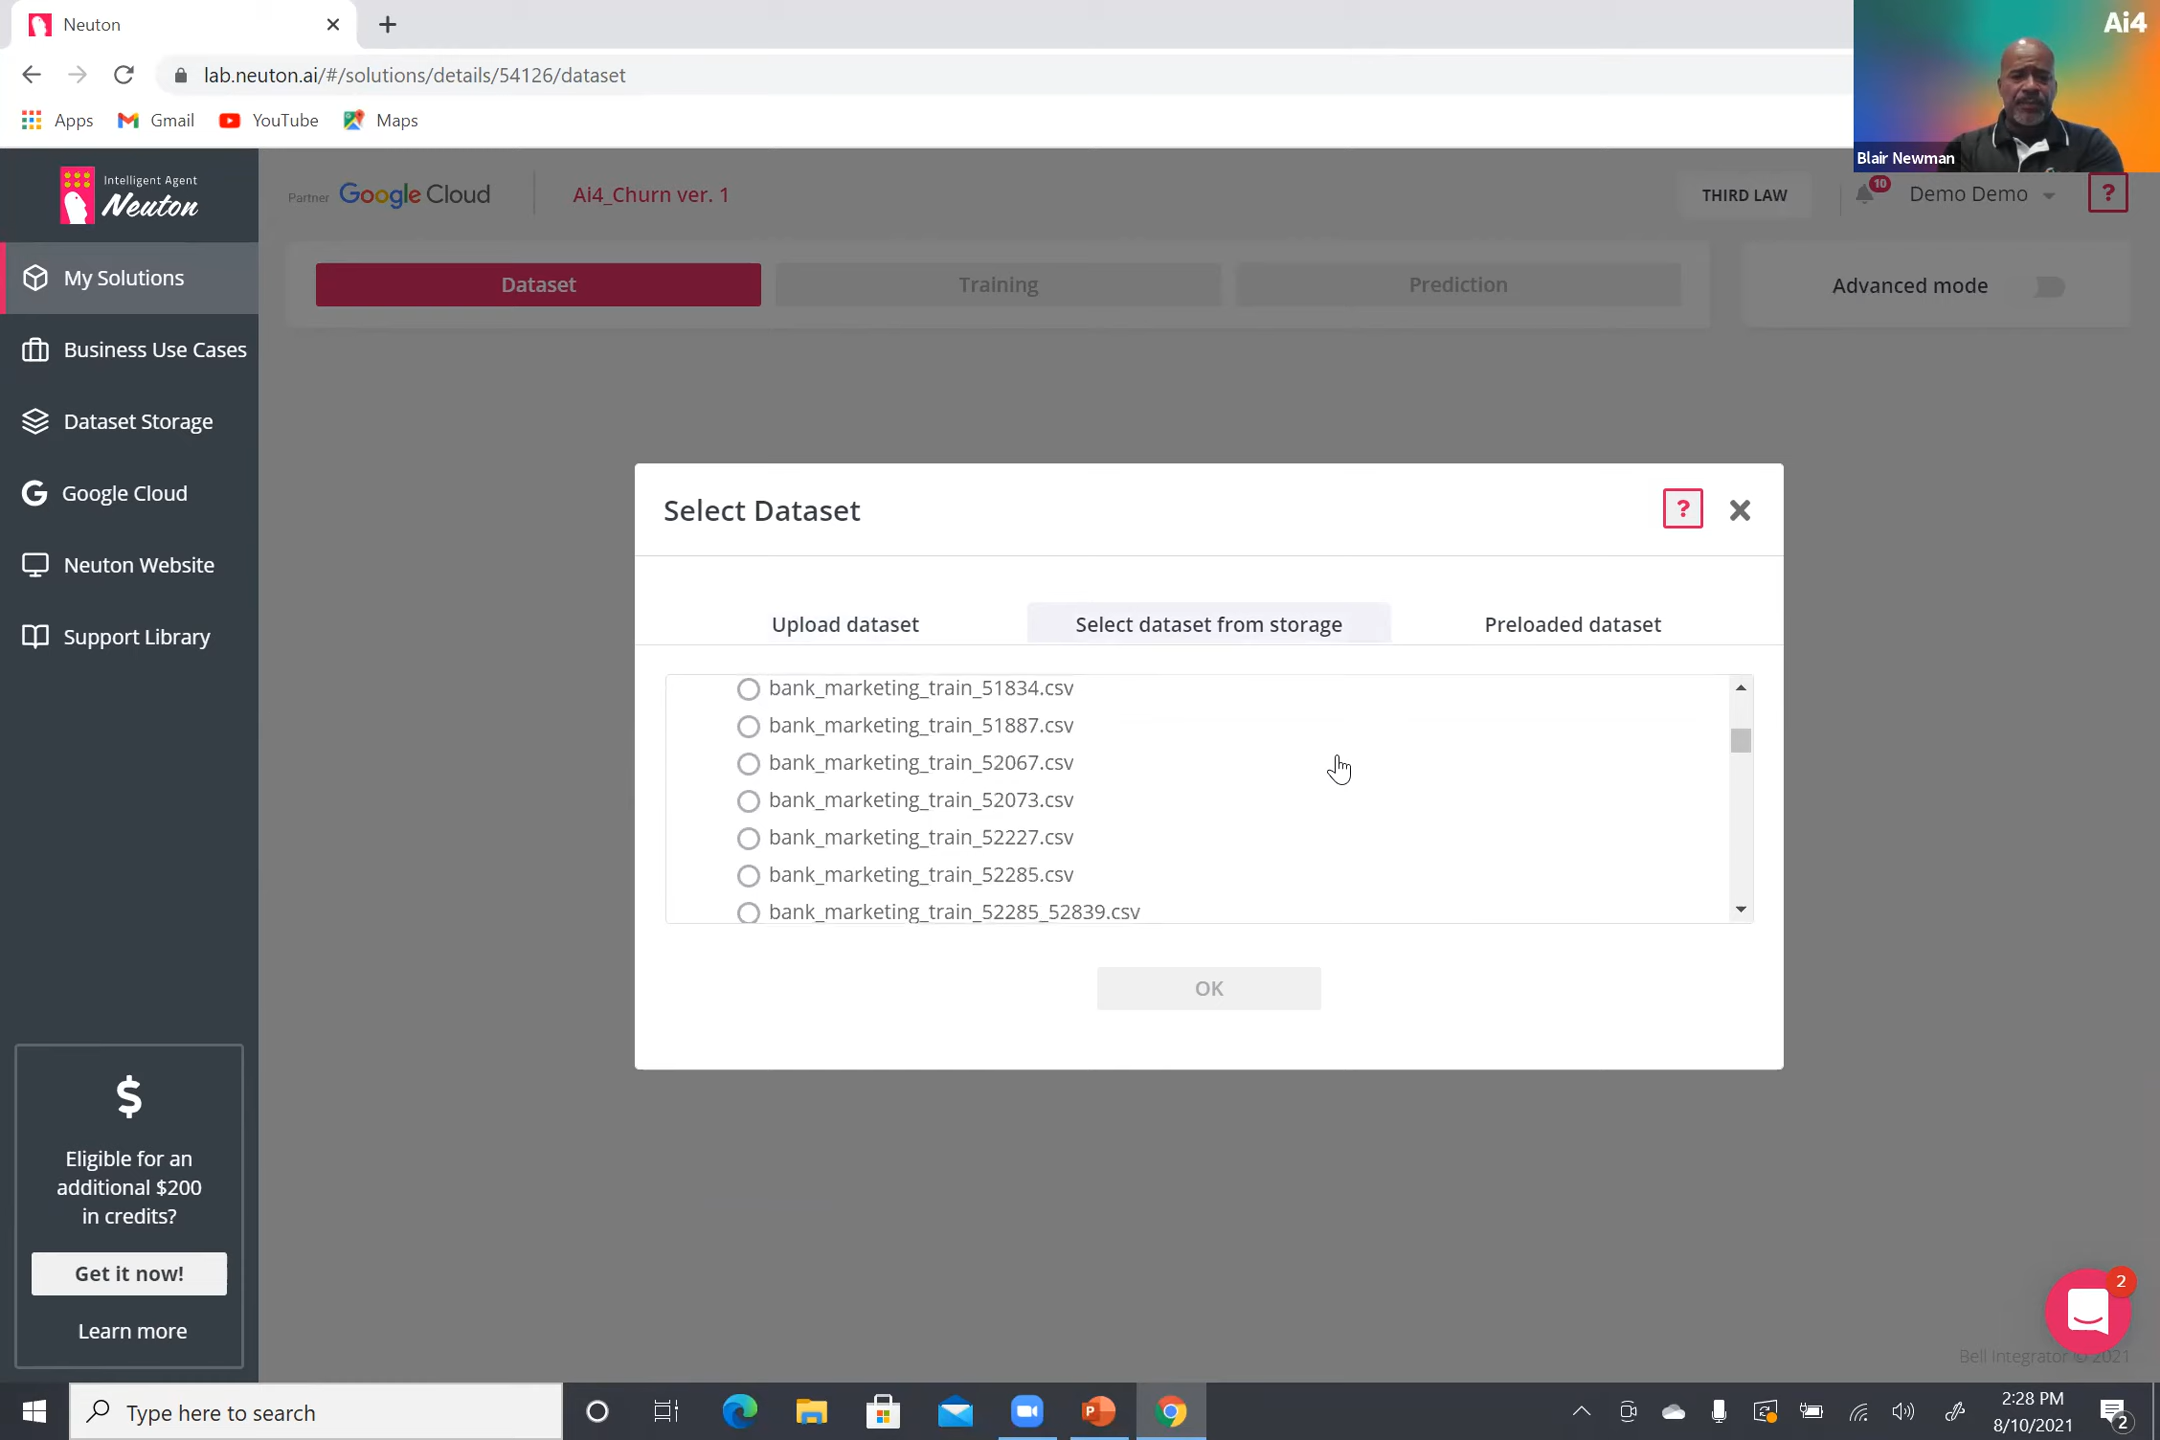 Neuton
Ai4
lab.neuton.ai/#/solutions/details/54126/dataset
Apps
Gmail
YouTube
Maps
Blair Newman
Intelligent Agent
Neuton
Partner Google Cloud
Ai4_Churn ver. 1
THIRD LAW
10
Demo Demo
?
My Solutions
Business Use Cases
Dataset Storage
Google Cloud
Neuton Website
Support Library
Dataset
Training
Prediction
Advanced mode
Select Dataset
?
Upload dataset
Select dataset from storage
Preloaded dataset
bank_marketing_train_51834.csv
bank_marketing_train_51887.csv
bank_marketing_train_52067.csv
bank_marketing_train_52073.csv
bank_marketing_train_52227.csv
bank_marketing_train_52285.csv
bank_marketing_train_52285_52839.csv
OK
$
Eligible for an
additional $200
in credits?
Get it now!
Learn more
2
Bell Integrator © 2021
Type here to search
2:28 PM
8/10/2021
2